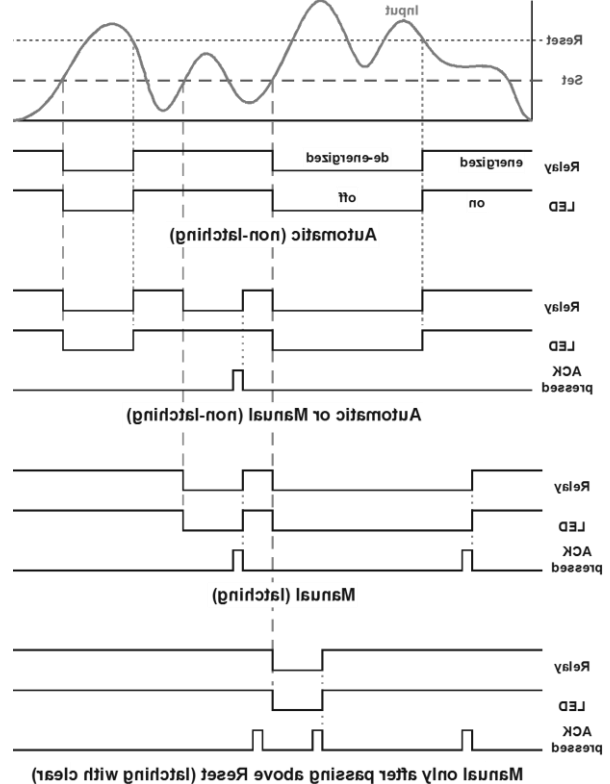 Input
Reset
Set
Relay
energized
de-energized
LED
on
off
Automatic (non-latching)
Relay
LED
ACK
pressed
Automatic or Manual (non-latching)
Relay
LED
ACK
pressed
Manual (latching)
Relay
LED
ACK
pressed
Manual only after passing above Reset (latching with clear)